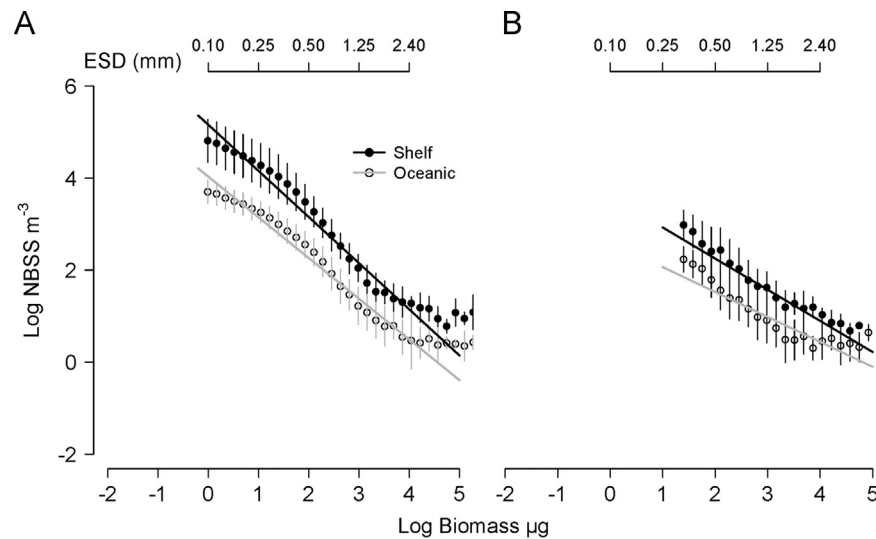 A
B
ESD (mm)
0.10 0.25 0.50 1.25 2.40
0.10 0.25 0.50 1.25 2.40
6
4
2
0
-2
Log NBSS m⁻³
Shelf
Oceanic
-2 -1 0 1 2 3 4 5
-2 -1 0 1 2 3 4 5
Log Biomass µg